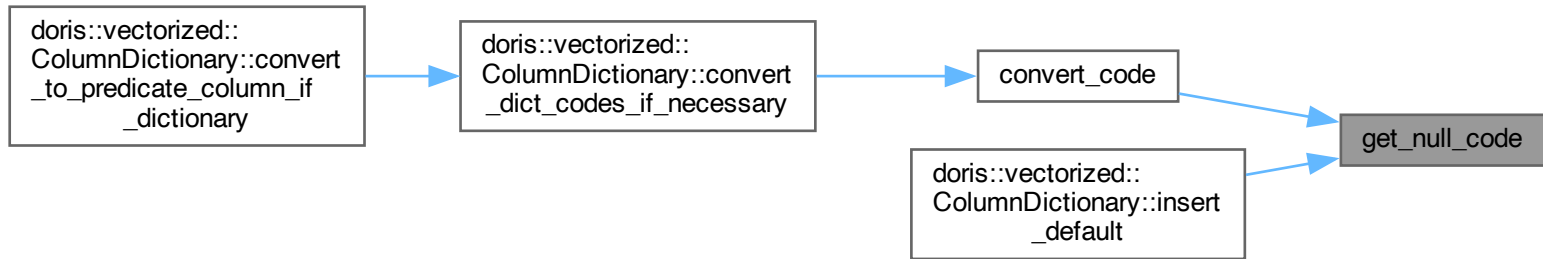 doris::vectorized::
ColumnDictionary::convert
_to_predicate_column_if
_dictionary
doris::vectorized::
ColumnDictionary::convert
_dict_codes_if_necessary
convert_code
doris::vectorized::
ColumnDictionary::insert
_default
get_null_code